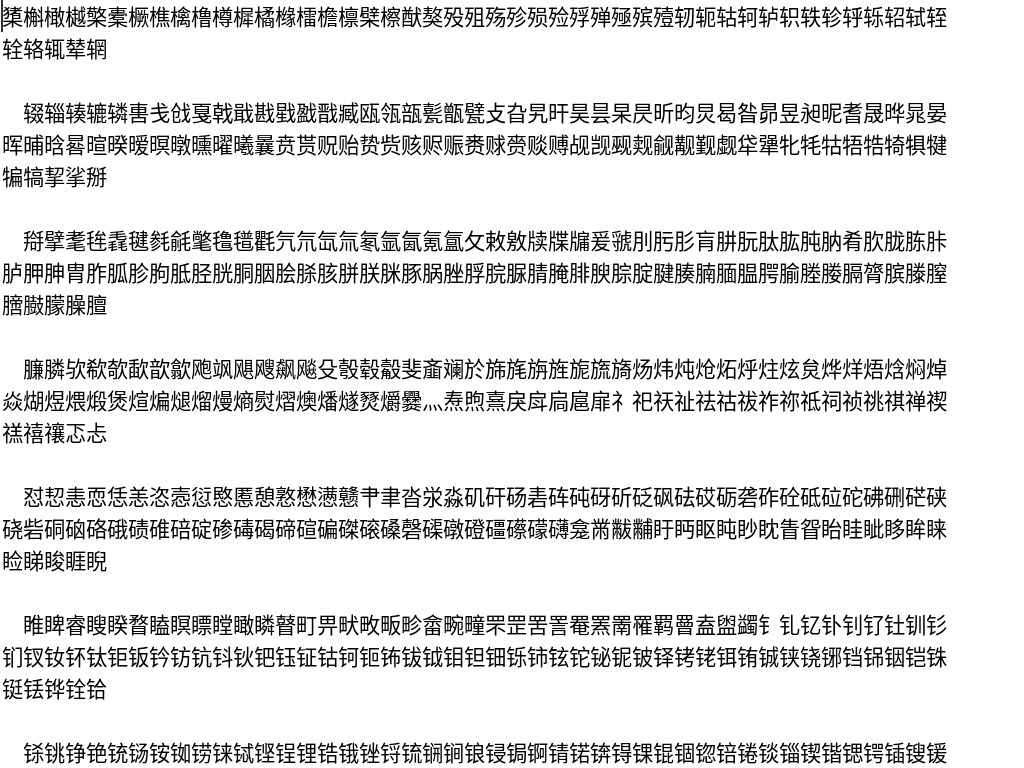 橥槲橄樾檠橐橛樵檎橹樽樨橘橼檑檐檩檗檫猷獒殁殂殇殄殒殓殍殚殛殡殪轫轭轱轲轳轵轶轸轷轹轺轼轾
辁辂辄辇辋
辍辎辏辘辚軎戋戗戛戟戢戡戥戤戬臧瓯瓴瓿甏甑甓攴旮旯旰昊昙杲昃昕昀炅曷昝昴昱昶昵耆晟晔晁晏
晖晡晗晷暄暌暧暝暾曛曜曦曩贲贳贶贻贽赀赅赆赈赉赇赍赕赙觇觊觋觌觎觏觐觑牮犟牝牦牯牾牿犄犋犍
犏犒挈挲掰
搿擘耄毪毳毽毵毹氅氇氆氍氕氘氙氚氡氩氤氪氲攵敕敫牍牒牖爰虢刖肟肜肓肼朊肽肱肫肭肴肷胧胨胩
胪胛胂胄胙胍胗朐胝胫胱胴胭脍脎胲胼朕脒豚脶脞脬脘脲腈腌腓腴腙腚腱腠腩腼腽腭腧塍媵膈膂膑滕膣
膪臌朦臊膻
臁膦欤欷欹歃歆歙飑飒飓飕飙飚殳彀毂觳斐齑斓於旆旄旃旌旎旒旖炀炜炖炝炻烀炷炫炱烨烊焐焓焖焯
焱煳煜煨煅煲煊煸煺熘熳熵熨熠燠燔燧燹爝爨灬焘煦熹戾戽扃扈扉礻祀祆祉祛祜祓祚祢祗祠祯祧祺禅禊
禚禧禳忑忐
怼恝恚恧恁恙恣悫愆愍慝憩憝懋懑戆肀聿沓泶淼矶矸砀砉砗砘砑斫砭砜砝砹砺砻砟砼砥砬砣砩硎硭硖
硗砦硐硇硌硪碛碓碚碇碜碡碣碲碹碥磔磙磉磬磲礅磴礓礤礞礴龛黹黻黼盱眄眍盹眇眈眚眢眙眭眦眵眸睐
睑睇睃睚睨
睢睥睿瞍睽瞀瞌瞑瞟瞠瞰瞵瞽町畀畎畋畈畛畲畹疃罘罡罟詈罨罴罱罹羁罾盍盥蠲钅钆钇钋钊钌钍钏钐
钔钗钕钚钛钜钣钤钫钪钭钬钯钰钲钴钶钷钸钹钺钼钽钿铄铈铉铊铋铌铍铎铐铑铒铕铖铗铙铘铛铞铟铠铢
铤铥铧铨铪
铩铫铮铯铳铴铵铷铹铼铽铿锃锂锆锇锉锊锍锎锏锒锓锔锕锖锘锛锝锞锟锢锪锫锩锬锱锲锴锶锷锸锼锾